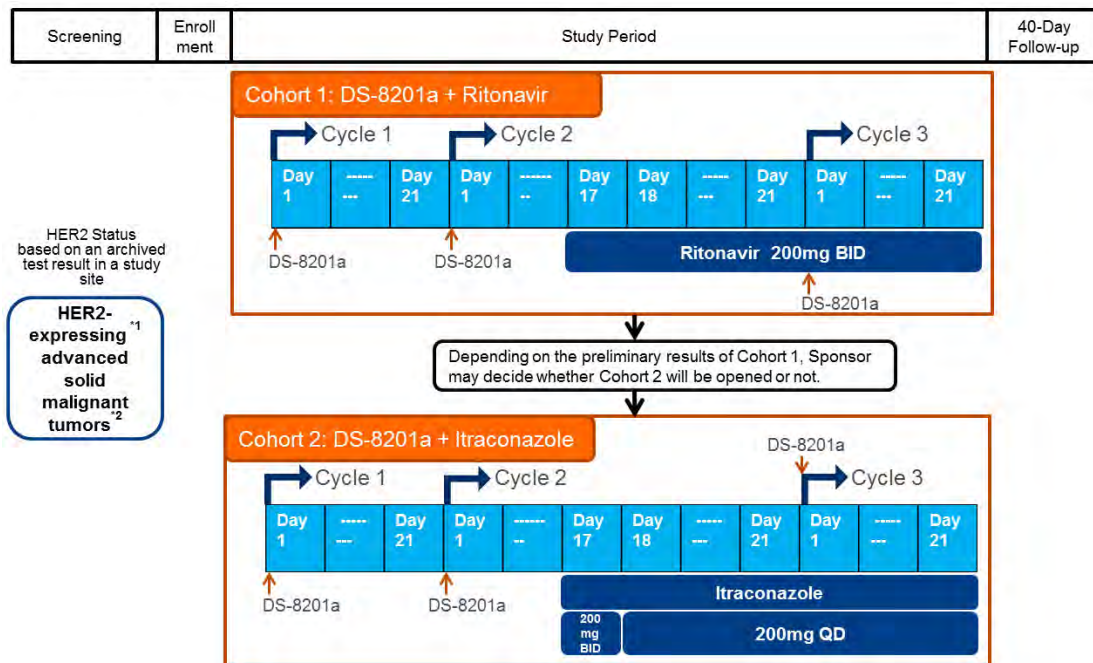 Screening
Enroll
ment
Study Period
40-Day
Follow-up
Cohort 1: DS-8201a + Ritonavir
Cycle 1
Cycle 2
Cycle 3
Day
1
-----
---
Day
21
Day
1
------
--
Day
17
Day
18
-----
---
Day
21
Day
1
-----
---
Day
21
DS-8201a
DS-8201a
Ritonavir 200mg BID
DS-8201a
HER2 Status
based on an archived
test result in a study
site
HER2-
expressing *1
advanced
solid
malignant
tumors*2
Depending on the preliminary results of Cohort 1, Sponsor
may decide whether Cohort 2 will be opened or not.
Cohort 2: DS-8201a + Itraconazole
DS-8201a
Cycle 1
Cycle 2
Cycle 3
Day
1
-----
---
Day
21
Day
1
------
--
Day
17
Day
18
-----
---
Day
21
Day
1
-----
---
Day
21
DS-8201a
DS-8201a
Itraconazole
200
mg
BID
200mg QD